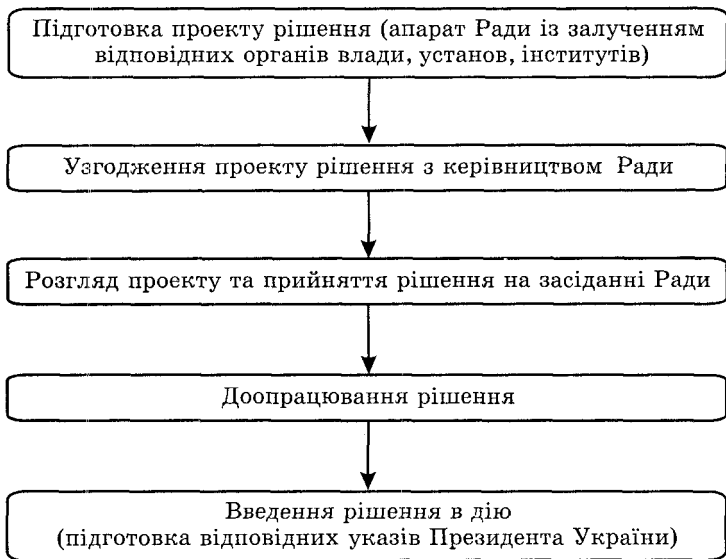 Підготовка проекту рішення (апарат Ради із залученням
відповідних органів влади, установ, інститутів)
Узгодження проекту рішення з керівництвом Ради
Розгляд проекту та прийняття рішення на засіданні Ради
Доопрацювання рішення
Введення рішення в дію
(підготовка відповідних указів Президента України)